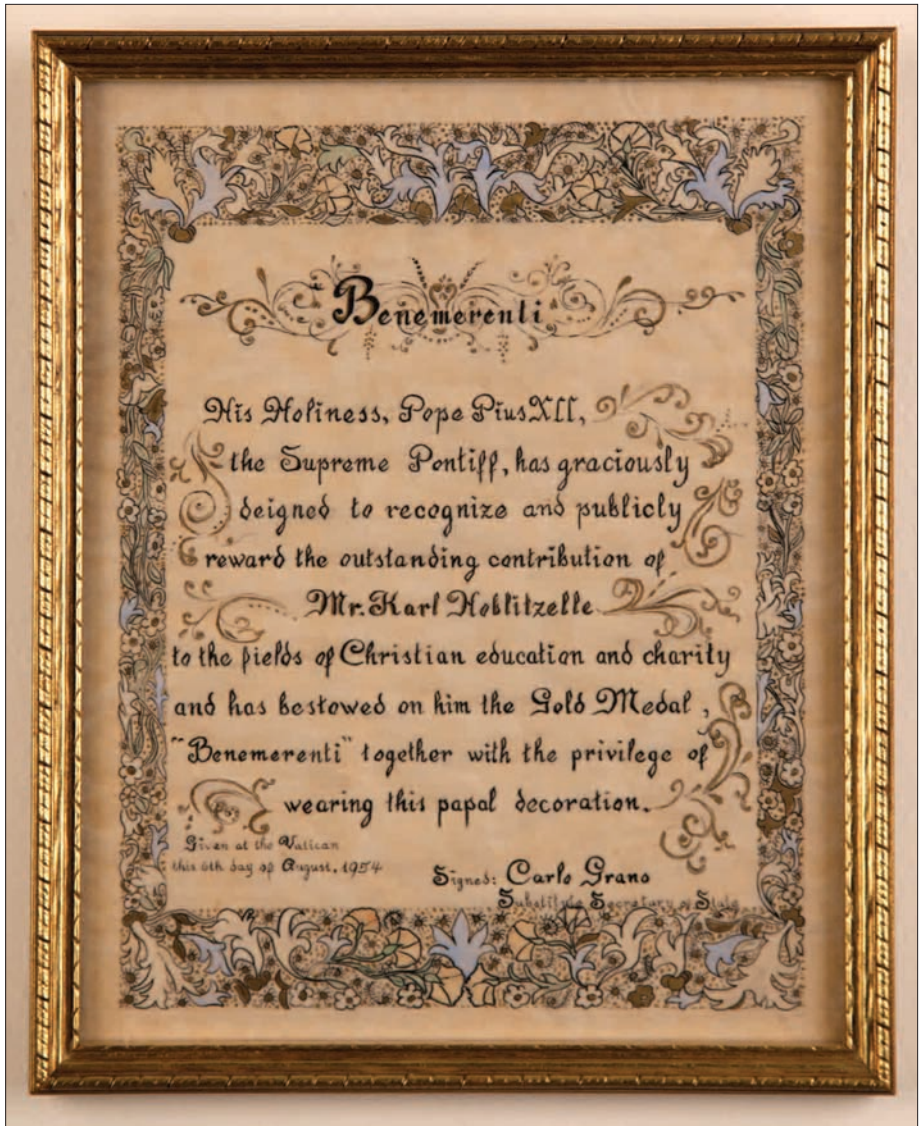 Benemerenti
His Holiness, Pope Pius XII,
the Supreme Pontiff, has graciously
deigned to recognize and publicly
reward the outstanding contribution of
Mr. Karl Hoblitzelle
to the fields of Christian education and charity
and has bestowed on him the Gold Medal,
"Benemerenti" together with the privilege of
wearing this papal decoration.
Given at the Vatican
this 6th day of August, 1954
Signed: Carlo Grano
Substitute Secretary of State